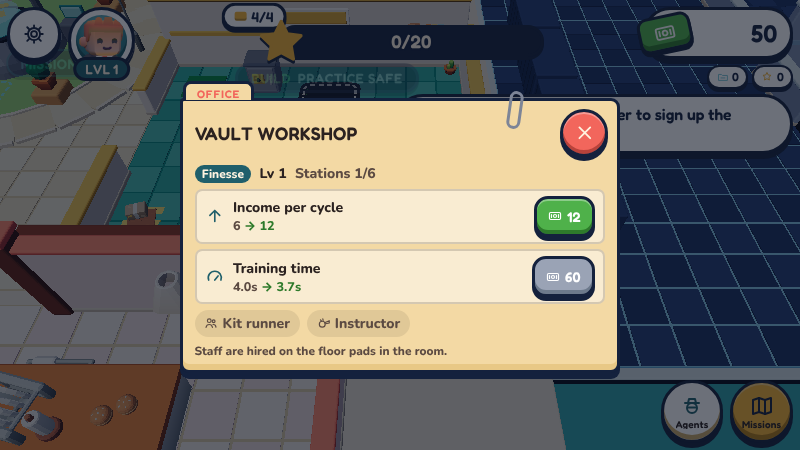 4/4
0/20
50
LVL 1
MISSION
BUILD PRACTICE SAFE
0
0
er to sign up the
OFFICE
VAULT WORKSHOP
Finesse Lv 1 Stations 1/6
Income per cycle
6 → 12
12
Training time
4.0s → 3.7s
60
Kit runner
Instructor
Staff are hired on the floor pads in the room.
Agents
Missions